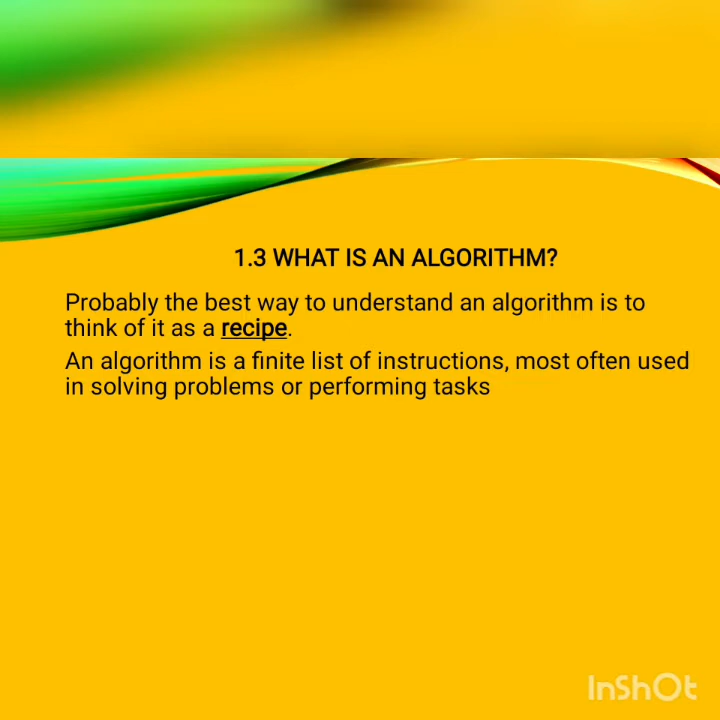 1.3 WHAT IS AN ALGORITHM?
Probably the best way to understand an algorithm is to
think of it as a recipe.
An algorithm is a finite list of instructions, most often used
in solving problems or performing tasks
InShOt